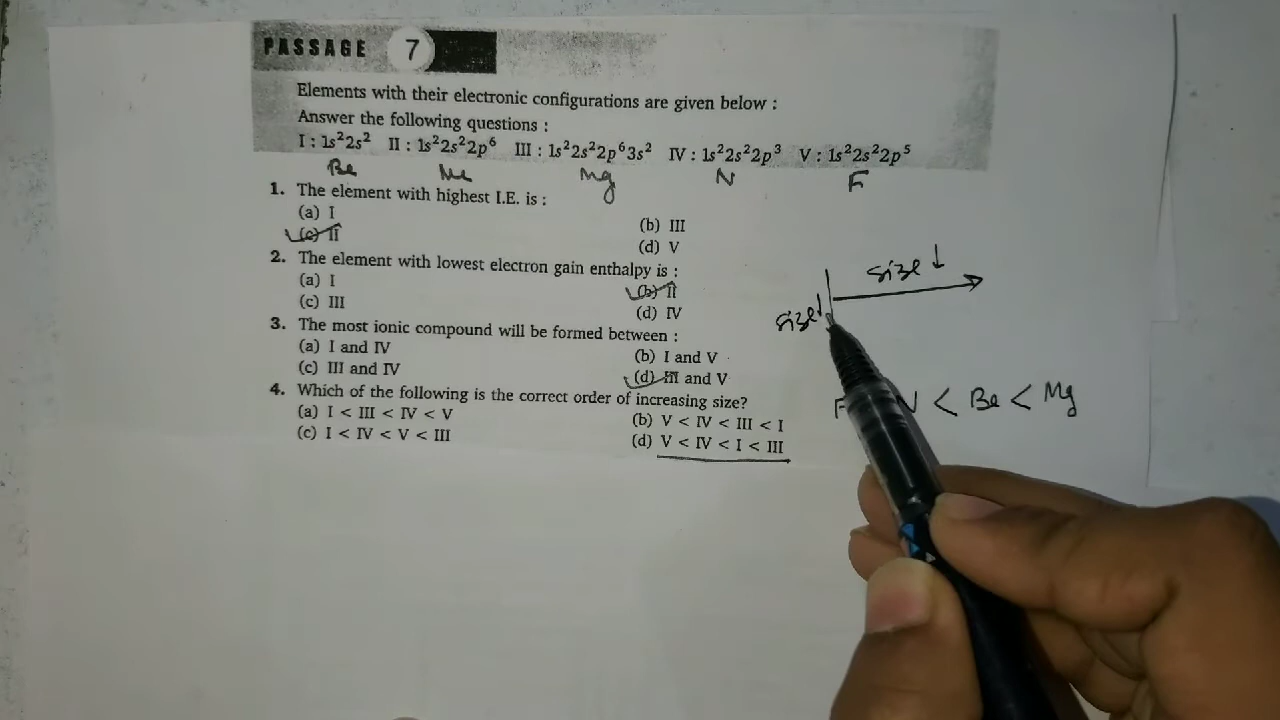 PASSAGE 7
Elements with their electronic configurations are given below :
Answer the following questions :
I : 1s²2s² II : 1s²2s²2p⁶ III : 1s²2s²2p⁶3s² IV : 1s²2s²2p³ V : 1s²2s²2p⁵
Be Ne Mg N F
1. The element with highest I.E. is :
(a) I (b) III
(c) II (d) V
2. The element with lowest electron gain enthalpy is :
(a) I (b) II
(c) III (d) IV
3. The most ionic compound will be formed between :
(a) I and IV (b) I and V
(c) III and IV (d) III and V
4. Which of the following is the correct order of increasing size?
(a) I < III < IV < V (b) V < IV < III < I
(c) I < IV < V < III (d) V < IV < I < III
size ↓
size ↓
F N < Be < Mg